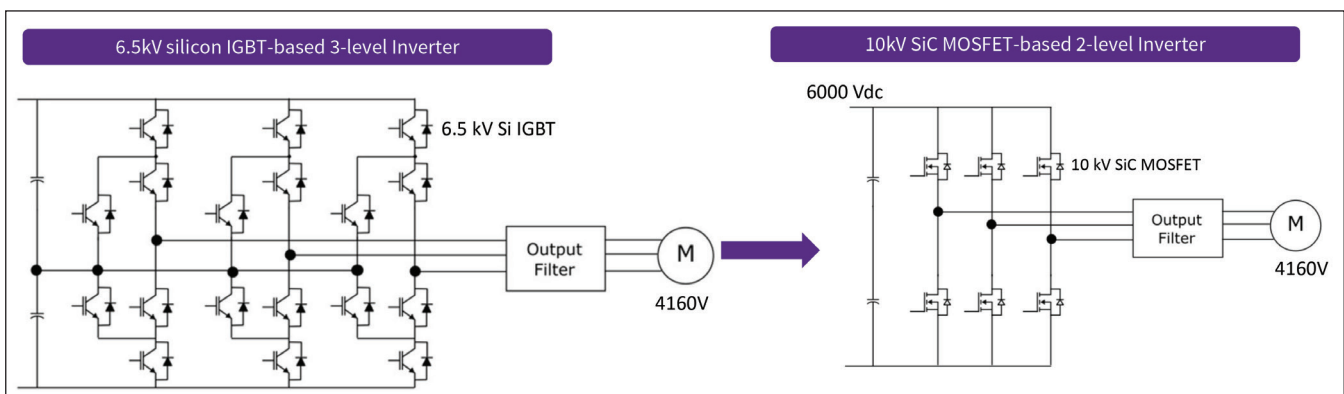 6.5kV silicon IGBT-based 3-level Inverter
10kV SiC MOSFET-based 2-level Inverter
6.5 kV Si IGBT
Output
Filter
M
4160V
6000 Vdc
10 kV SiC MOSFET
Output
Filter
M
4160V